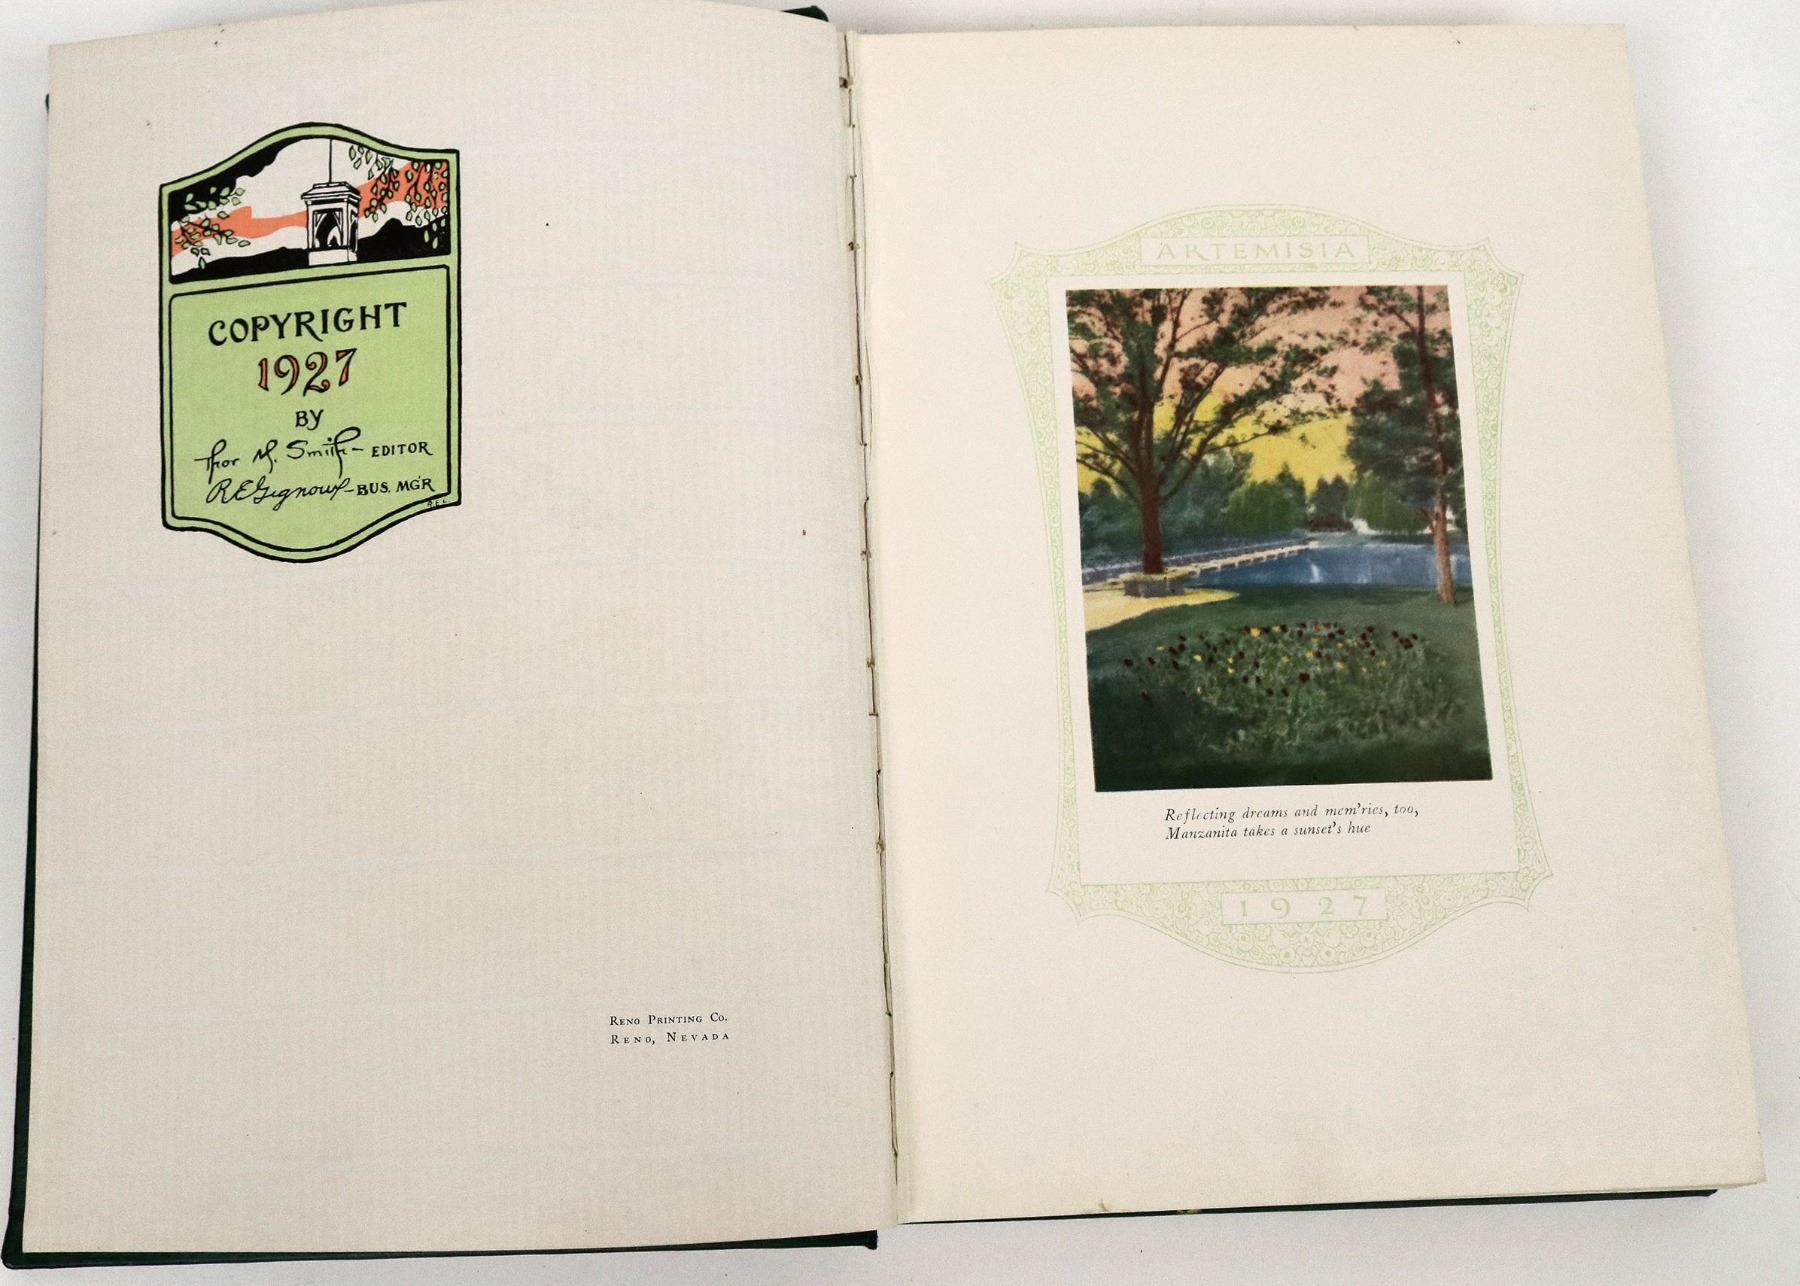 COPYRIGHT
1927
BY
Thor M. Smith - EDITOR
R E Gignoux - BUS. MG'R
RENO PRINTING CO.
RENO, NEVADA
ARTEMISIA
Reflecting dreams and mem'ries, too,
Manzanita takes a sunset's hue
1927